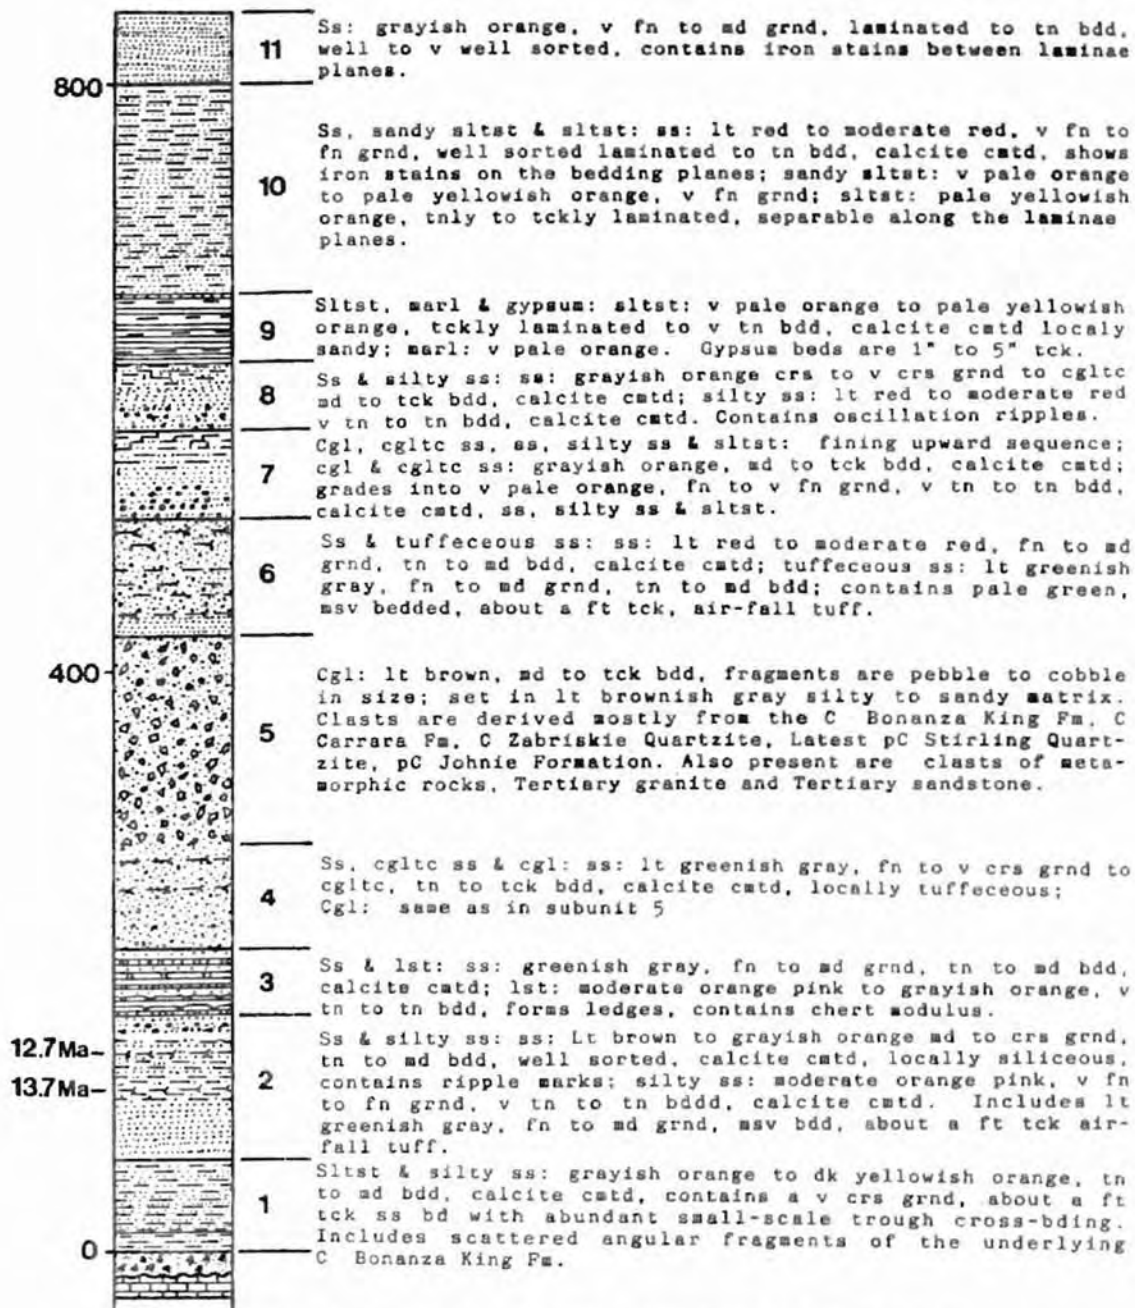 11
Ss: grayish orange, v fn to md grnd, laminated to tn bdd,
well to v well sorted, contains iron stains between laminae
planes.
800
10
Ss, sandy sltst & sltst: ss: lt red to moderate red, v fn to
fn grnd, well sorted laminated to tn bdd, calcite cmtd, shows
iron stains on the bedding planes; sandy sltst: v pale orange
to pale yellowish orange, v fn grnd; sltst: pale yellowish
orange, tnly to tckly laminated, separable along the laminae
planes.
9
Sltst, marl & gypsum: sltst: v pale orange to pale yellowish
orange, tckly laminated to v tn bdd, calcite cmtd localy
sandy; marl: v pale orange. Gypsum beds are 1" to 5" tck.
8
Ss & silty ss: ss: grayish orange crs to v crs grnd to cgltc
md to tck bdd, calcite cmtd; silty ss: lt red to moderate red
v tn to tn bdd, calcite cmtd. Contains oscillation ripples.
7
Cgl, cgltc ss, ss, silty ss & sltst: fining upward sequence;
cgl & cgltc ss: grayish orange, md to tck bdd, calcite cmtd;
grades into v pale orange, fn to v fn grnd, v tn to tn bdd,
calcite cmtd, ss, silty ss & sltst.
6
Ss & tuffeceous ss: ss: lt red to moderate red, fn to md
grnd, tn to md bdd, calcite cmtd; tuffeceous ss: lt greenish
gray, fn to md grnd, tn to md bdd; contains pale green,
msv bedded, about a ft tck, air-fall tuff.
400
5
Cgl: lt brown, md to tck bdd, fragments are pebble to cobble
in size; set in lt brownish gray silty to sandy matrix.
Clasts are derived mostly from the C Bonanza King Fm, C
Carrara Fm, C Zabriskie Quartzite, Latest pC Stirling Quart-
zite, pC Johnie Formation. Also present are clasts of meta-
morphic rocks, Tertiary granite and Tertiary sandstone.
4
Ss, cgltc ss & cgl: ss: lt greenish gray, fn to v crs grnd to
cgltc, tn to tck bdd, calcite cmtd, locally tuffeceous;
Cgl: same as in subunit 5
3
Ss & lst: ss: greenish gray, fn to md grnd, tn to md bdd,
calcite cmtd; lst: moderate orange pink to grayish orange, v
tn to tn bdd, forms ledges, contains chert modulus.
12.7Ma
13.7Ma
2
Ss & silty ss: ss: Lt brown to grayish orange md to crs grnd,
tn to md bdd, well sorted, calcite cmtd, locally siliceous,
contains ripple marks; silty ss: moderate orange pink, v fn
to fn grnd, v tn to tn bddd, calcite cmtd. Includes lt
greenish gray, fn to md grnd, msv bdd, about a ft tck air-
fall tuff.
1
Sltst & silty ss: grayish orange to dk yellowish orange, tn
to md bdd, calcite cmtd, contains a v crs grnd, about a ft
tck ss bd with abundant small-scale trough cross-bding.
Includes scattered angular fragments of the underlying
C Bonanza King Fm.
0